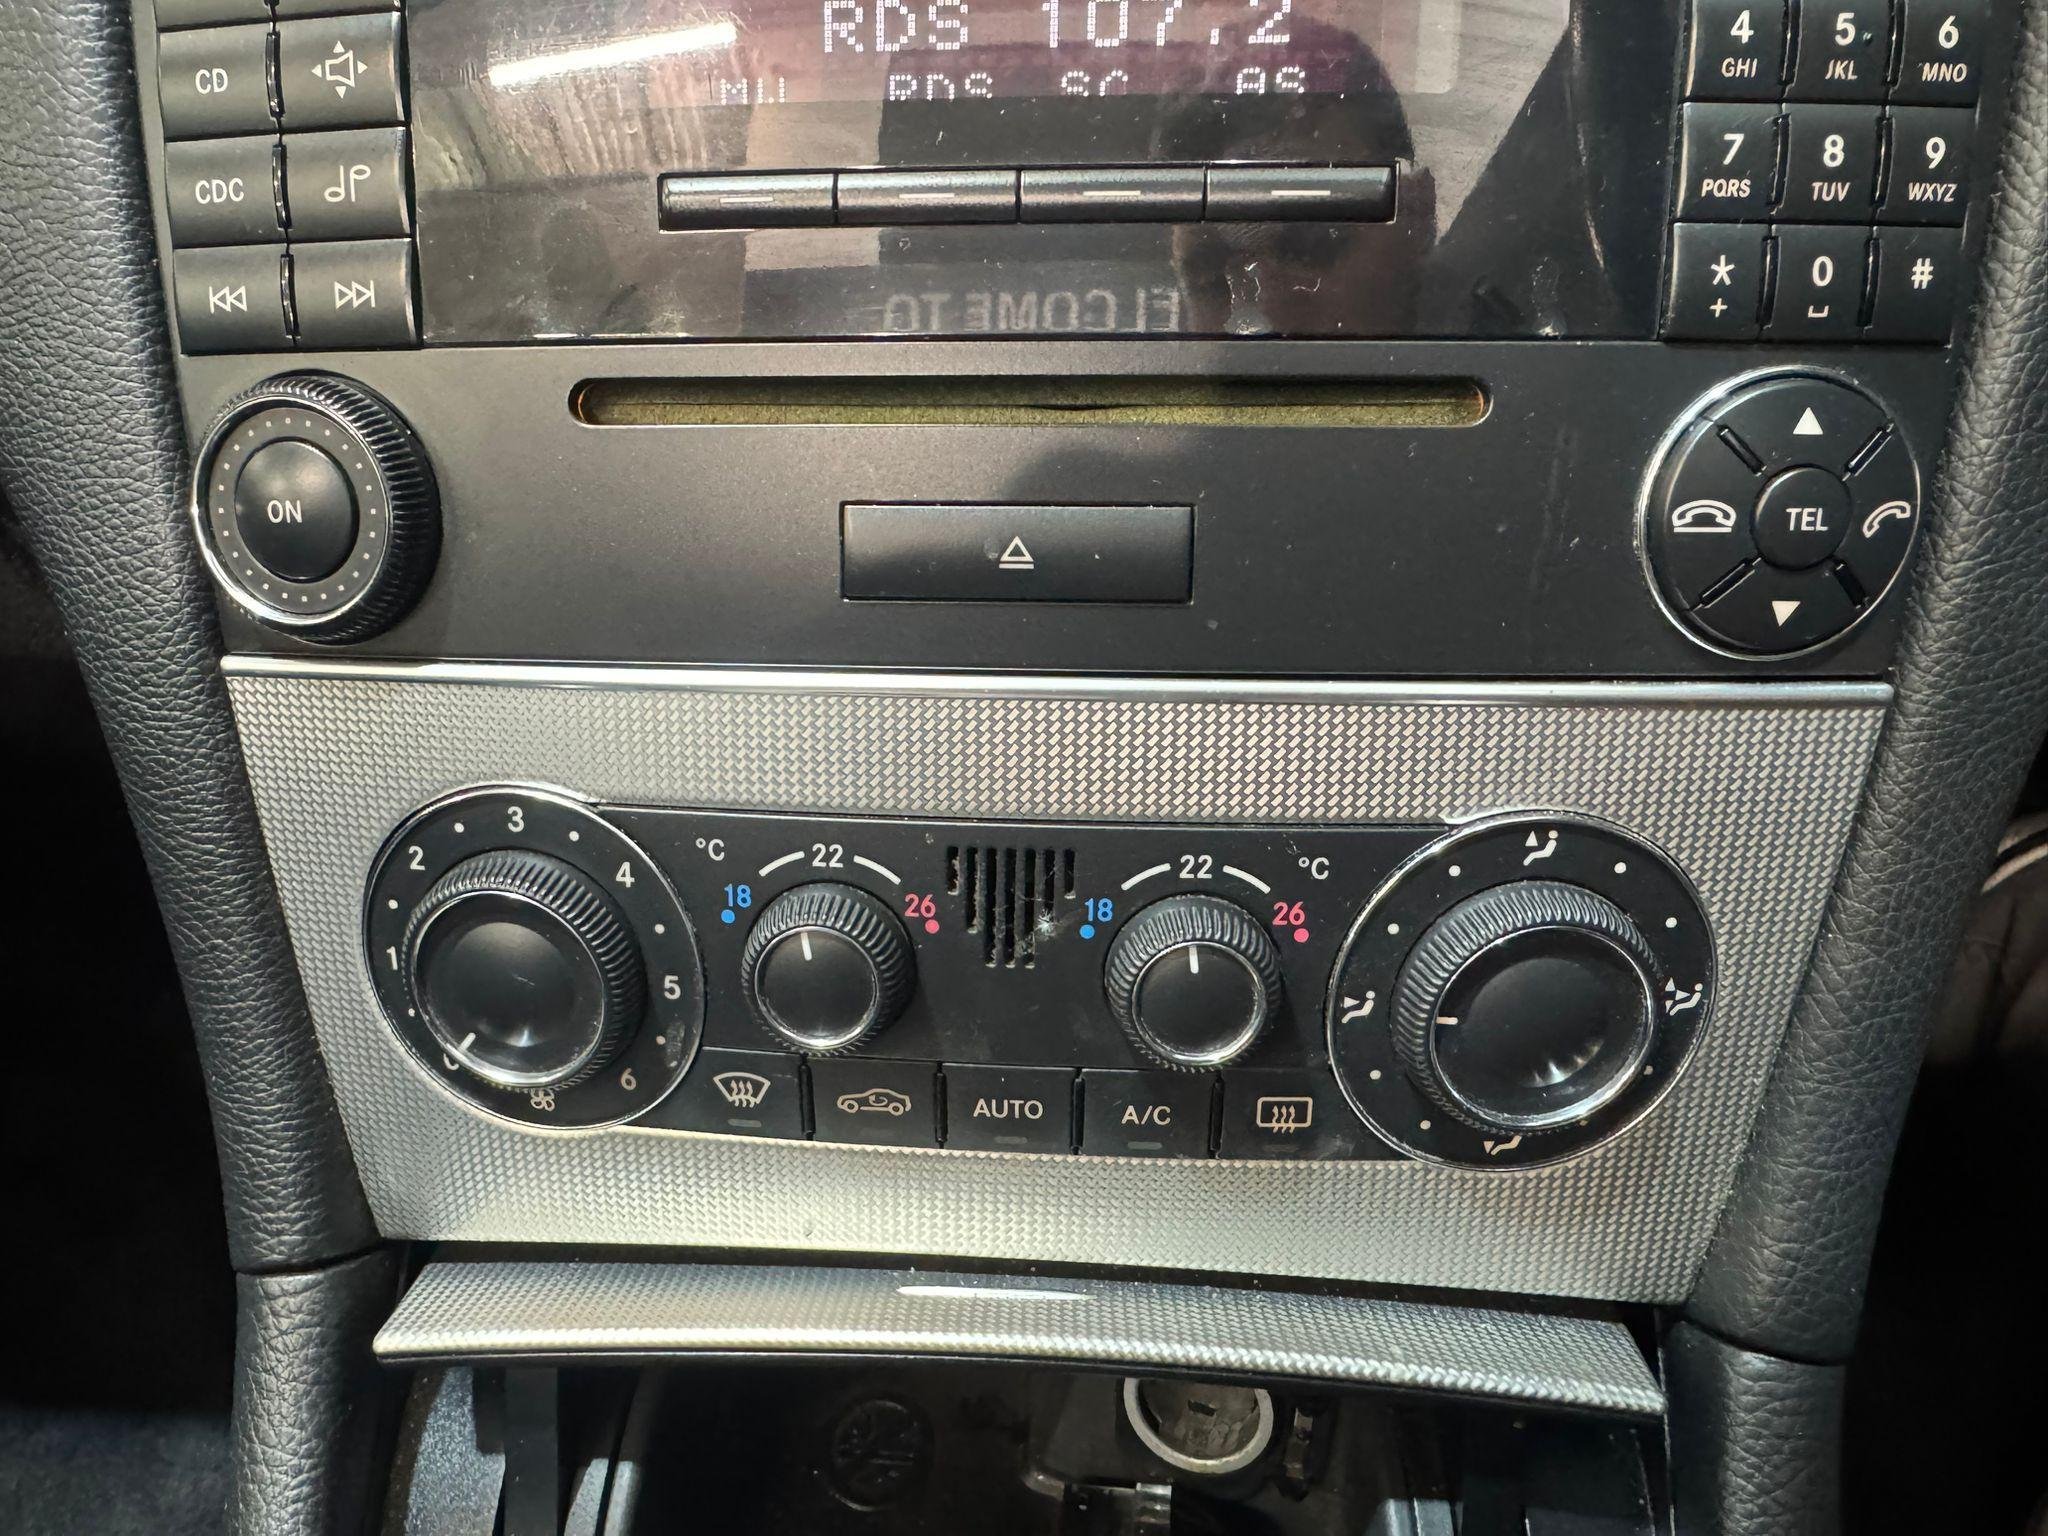 RDS 107.2
RDS
CD
CDC
4 GHI
5 JKL
6 MNO
7 PQRS
8 TUV
9 WXYZ
*
+
0
#
ON
TEL
1
2
3
4
5
6
°C
18
22
26
18
22
26
°C
AUTO
A/C